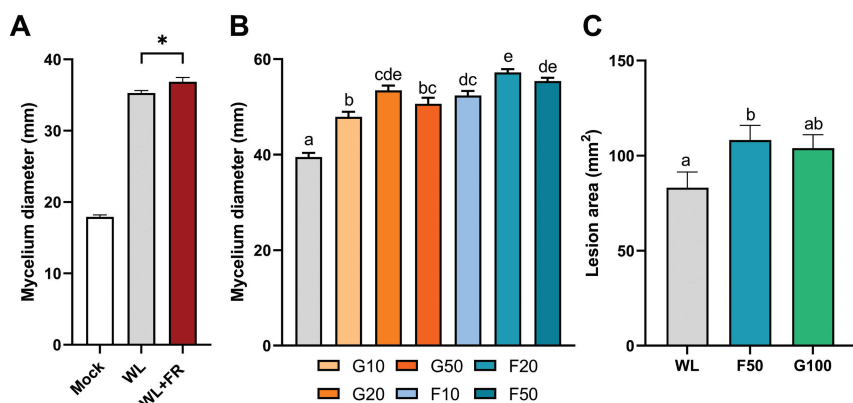 A
Mycelium diameter (mm)
40
30
20
10
0
*
Mock
WL
WL+FR
B
Mycelium diameter (mm)
60
40
20
0
a
b
cde
bc
dc
e
de
G10
G50
F20
G20
F10
F50
C
Lesion area (mm²)
150
100
50
0
a
b
ab
WL
F50
G100